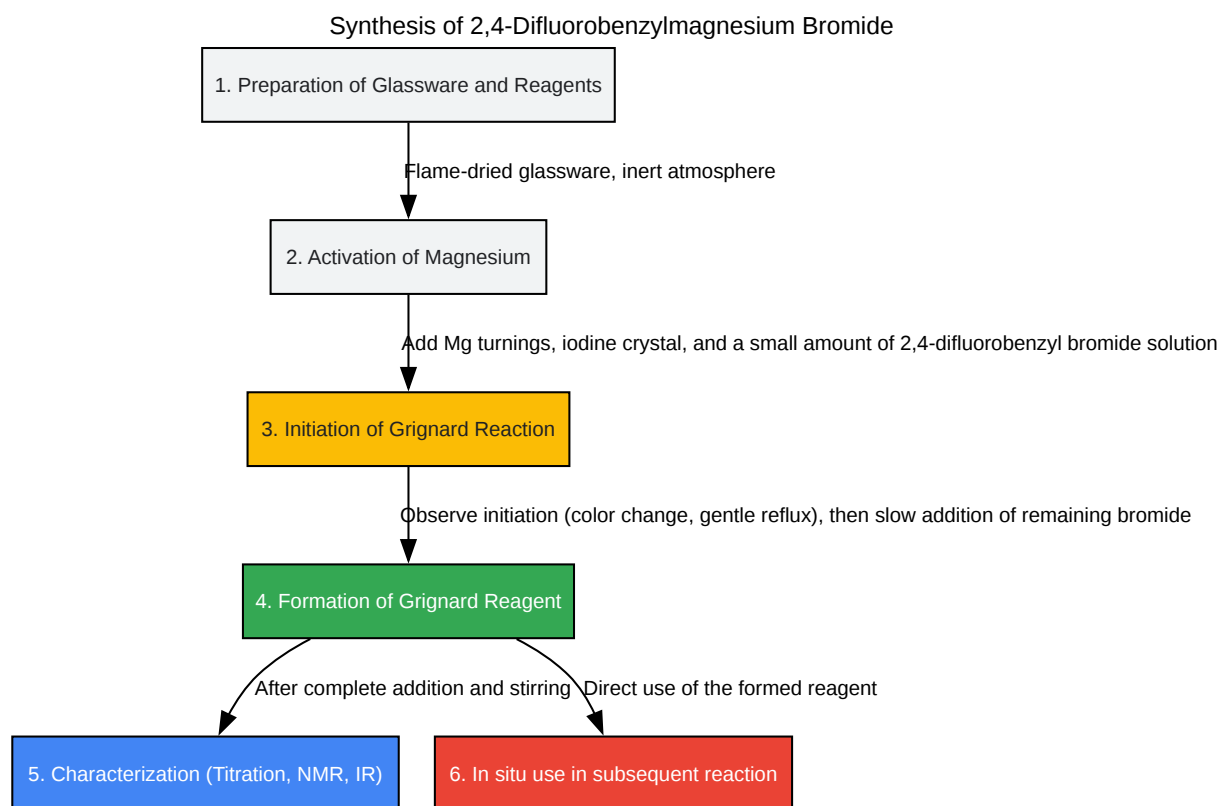 Synthesis of 2,4-Difluorobenzylmagnesium Bromide
1. Preparation of Glassware and Reagents
Flame-dried glassware, inert atmosphere
2. Activation of Magnesium
Add Mg turnings, iodine crystal, and a small amount of 2,4-difluorobenzyl bromide solution
3. Initiation of Grignard Reaction
Observe initiation (color change, gentle reflux), then slow addition of remaining bromide
4. Formation of Grignard Reagent
After complete addition and stirring
Direct use of the formed reagent
5. Characterization (Titration, NMR, IR)
6. In situ use in subsequent reaction